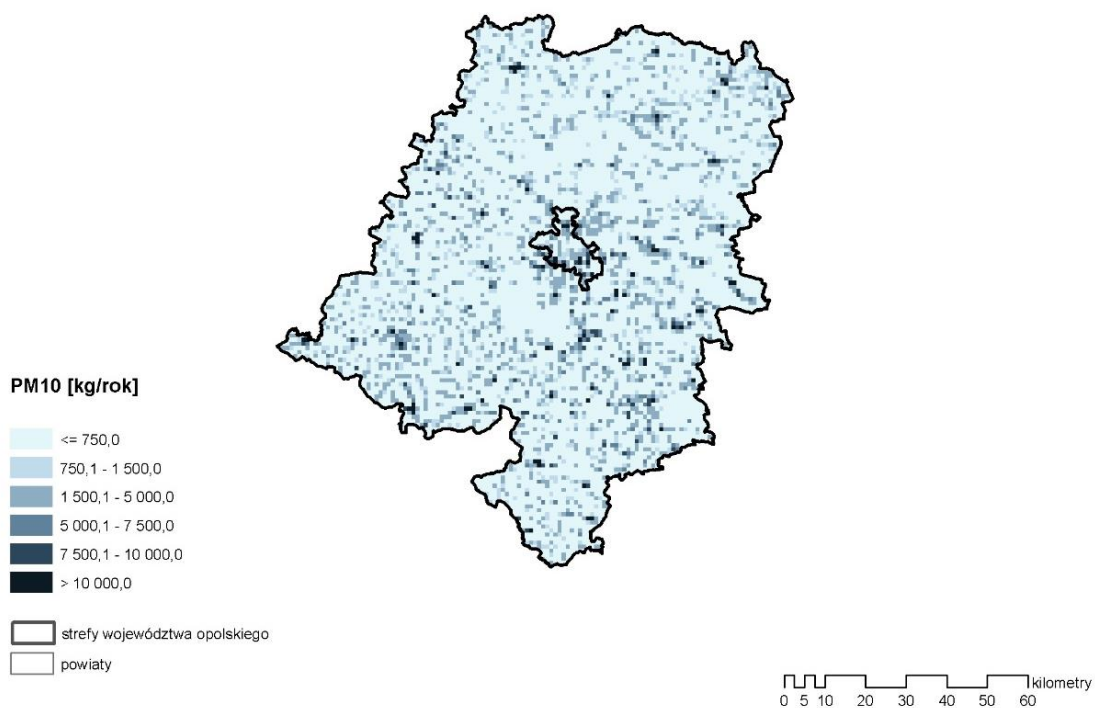 PM10 [kg/rok]
<= 750,0
750,1 - 1 500,0
1 500,1 - 5 000,0
5 000,1 - 7 500,0
7 500,1 - 10 000,0
> 10 000,0
strefy województwa opolskiego
powiaty
kilometry
0 5 10 20 30 40 50 60